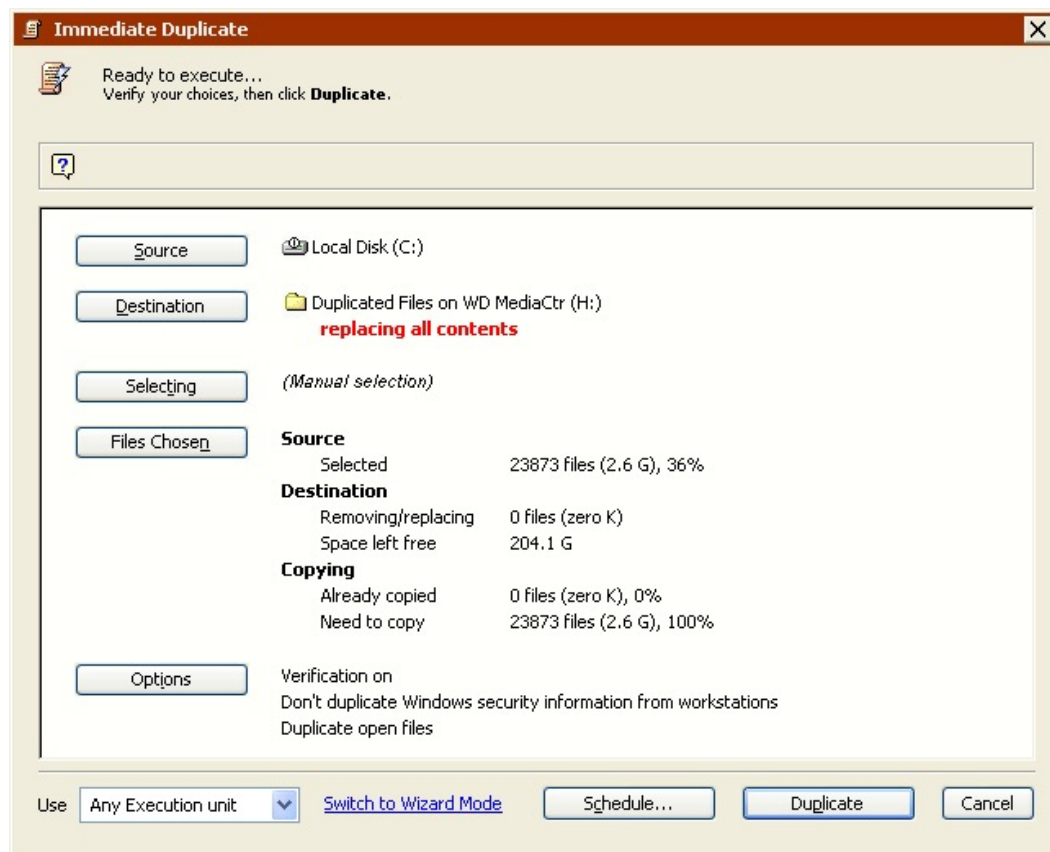 Immediate Duplicate
Ready to execute...
Verify your choices, then click Duplicate.
Source Local Disk (C:)
Destination Duplicated Files on WD MediaCtr (H:)
replacing all contents
Selecting (Manual selection)
Files Chosen Source
Selected 23873 files (2.6 G), 36%
Destination
Removing/replacing 0 files (zero K)
Space left free 204.1 G
Copying
Already copied 0 files (zero K), 0%
Need to copy 23873 files (2.6 G), 100%
Options Verification on
Don't duplicate Windows security information from workstations
Duplicate open files
Use Any Execution unit Switch to Wizard Mode Schedule... Duplicate Cancel